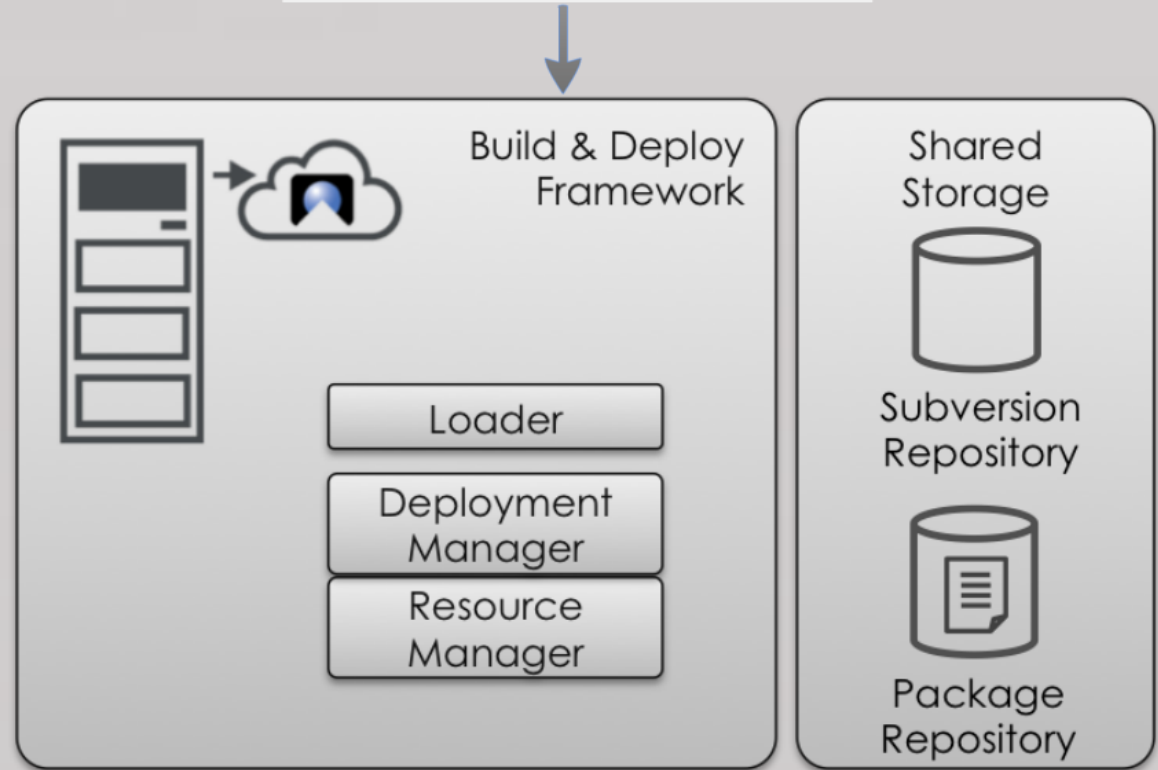 Build & Deploy
Framework
Loader
Deployment
Manager
Resource
Manager
Shared
Storage
Subversion
Repository
Package
Repository